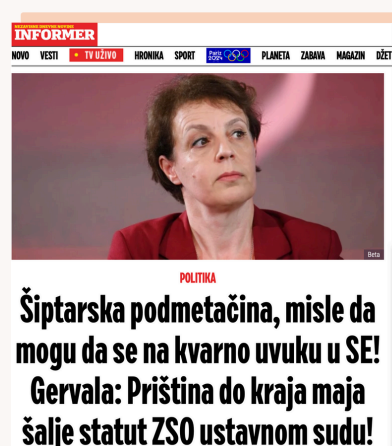 NEZAVISNE DNEVNE NOVINE
INFORMER
NOVO VESTI TV UŽIVO HRONIKA SPORT Paris 2024 PLANETA ZABAVA MAGAZIN DŽET
Beta
POLITIKA
Šiptarska podmetačina, misle da
mogu da se na kvarno uvuku u SE!
Gervala: Priština do kraja maja
šalje statut ZSO ustavnom sudu!